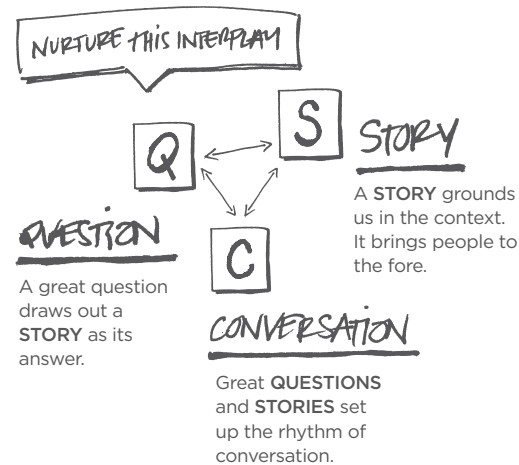 NURTURE THIS INTERPLAY
Q
S
STORY
A STORY grounds
us in the context.
It brings people to
the fore.
QUESTION
A great question
draws out a
STORY as its
answer.
C
CONVERSATION
Great QUESTIONS
and STORIES set
up the rhythm of
conversation.